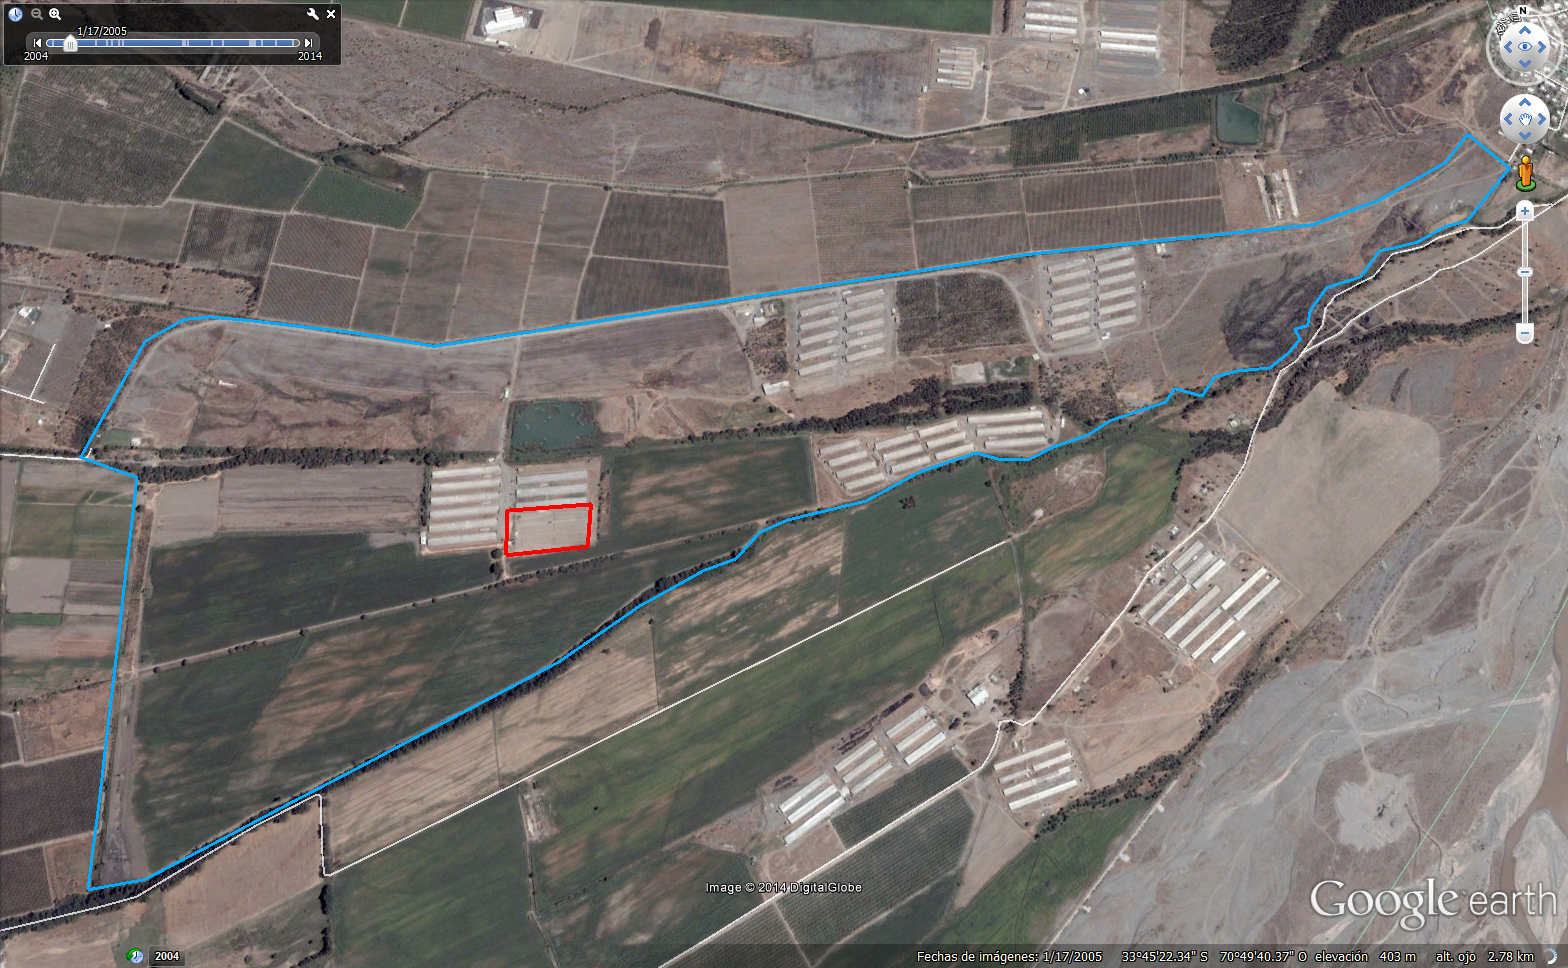 1/17/2005
2004
2014
N
Image © 2014 DigitalGlobe
Google earth
2004
Fechas de imágenes: 1/17/2005 33°45'22.34" S 70°49'40.37" O elevación 403 m alt. ojo 2.78 km